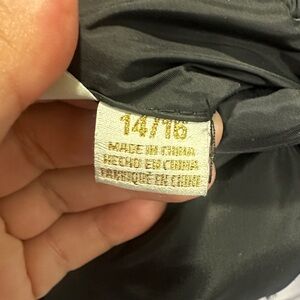 14/16
MADE IN CHINA
HECHO EN CHINA
FABRIQUÉ EN CHINE